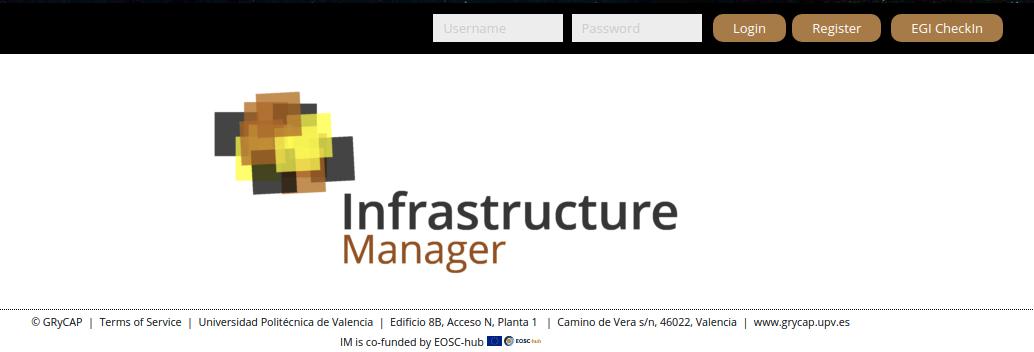 Username Password Login Register EGI CheckIn
Infrastructure
Manager
© GRyCAP | Terms of Service | Universidad Politécnica de Valencia | Edificio 8B, Acceso N, Planta 1 | Camino de Vera s/n, 46022, Valencia | www.grycap.upv.es
IM is co-funded by EOSC-hub EOSC-hub